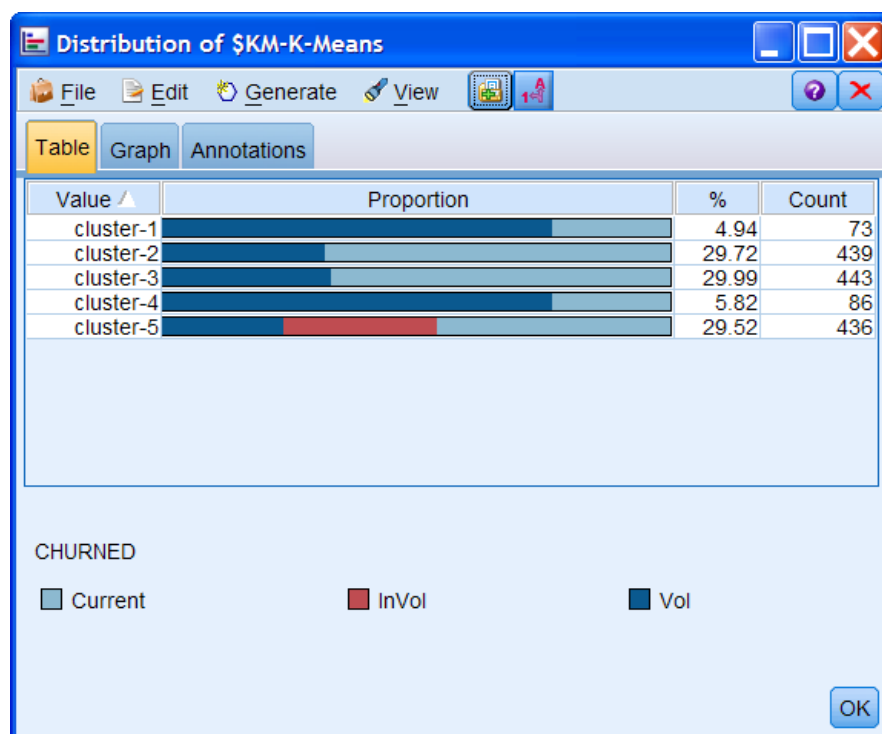 Distribution of $KM-K-Means
File Edit Generate View
Table Graph Annotations
Value Proportion % Count
cluster-1 4.94 73
cluster-2 29.72 439
cluster-3 29.99 443
cluster-4 5.82 86
cluster-5 29.52 436
CHURNED
Current InVol Vol
OK